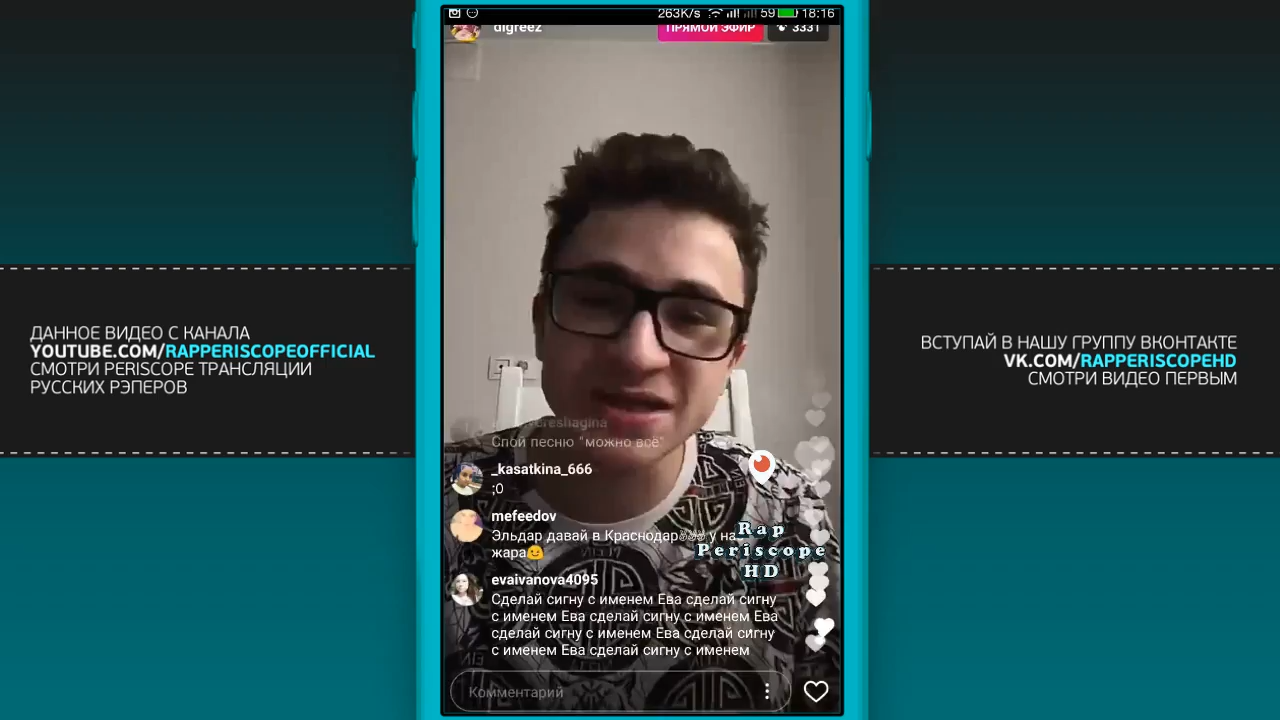 263K/s 59 18:16
digreez
ПРЯМОЙ ЭФИР
3331
ДАННОЕ ВИДЕО С КАНАЛА
YOUTUBE.COM/RAPPERISCOPEOFFICIAL
СМОТРИ PERISCOPE ТРАНСЛЯЦИИ
РУССКИХ РЭПЕРОВ
ВСТУПАЙ В НАШУ ГРУППУ ВКОНТАКТЕ
VK.COM/RAPPERISCOPEHD
СМОТРИ ВИДЕО ПЕРВЫМ
Спой песню "можно всё"
_kasatkina_666
;0
mefeedov
Эльдар давай в Краснодар у
жара
Rap
Periscope
HD
evaivanova4095
Сделай сигну с именем Ева сделай сигну
с именем Ева сделай сигну с именем Ева
сделай сигну с именем Ева сделай сигну
с именем Ева сделай сигну с именем
Комментарий